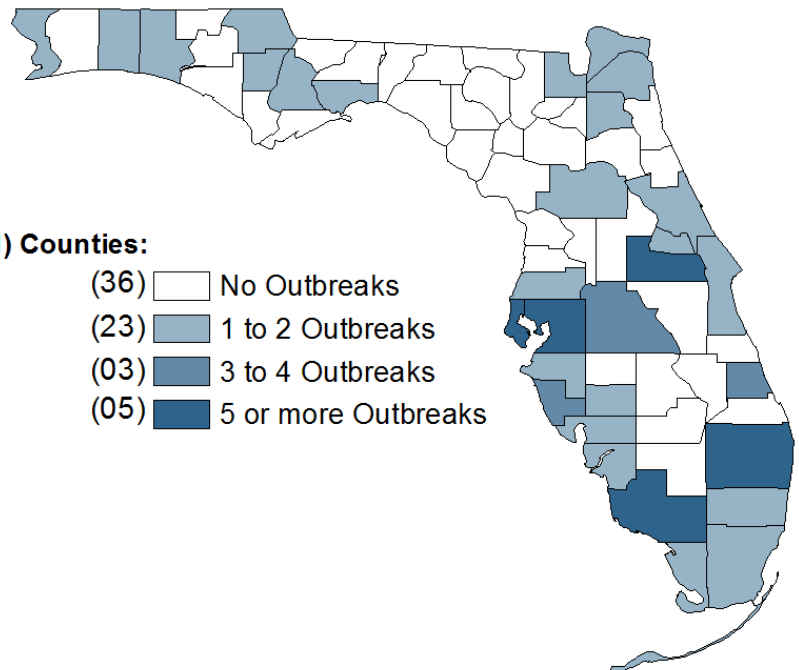 ) Counties:
(36) No Outbreaks
(23) 1 to 2 Outbreaks
(03) 3 to 4 Outbreaks
(05) 5 or more Outbreaks